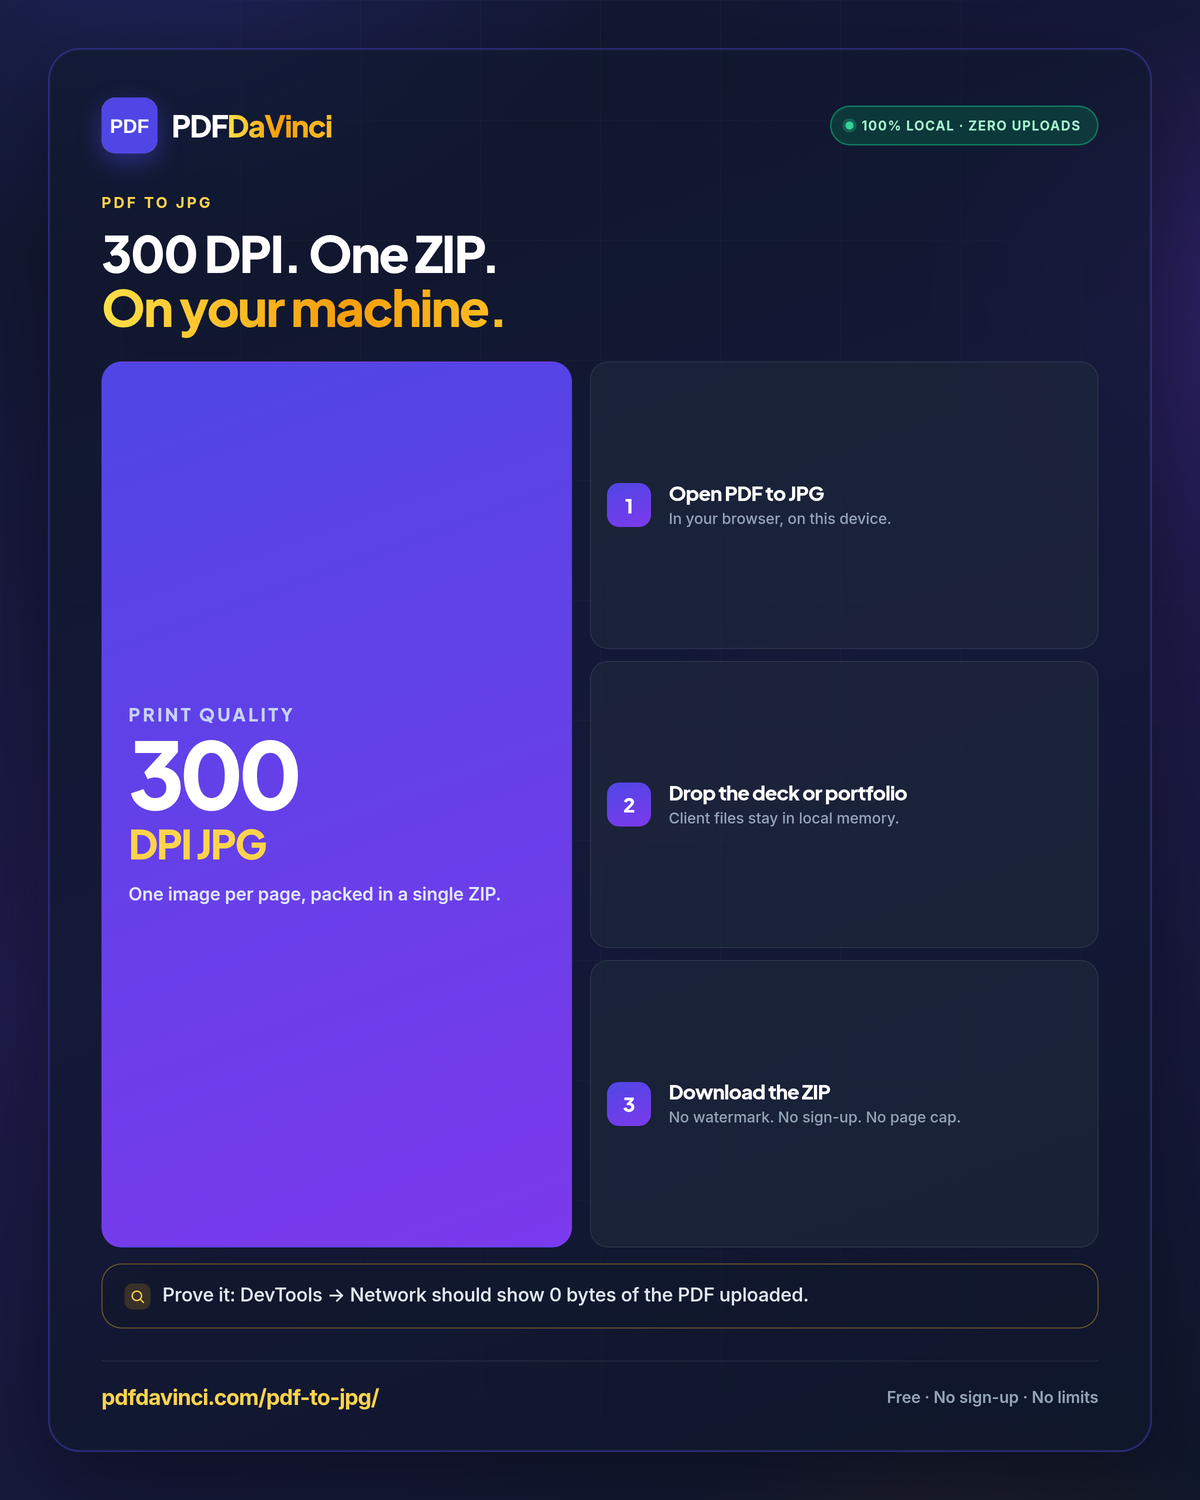 PDF PDFDaVinci
100% LOCAL · ZERO UPLOADS
PDF TO JPG
300 DPI. One ZIP.
On your machine.
PRINT QUALITY
300
DPI JPG
One image per page, packed in a single ZIP.
1
Open PDF to JPG
In your browser, on this device.
2
Drop the deck or portfolio
Client files stay in local memory.
3
Download the ZIP
No watermark. No sign-up. No page cap.
Prove it: DevTools → Network should show 0 bytes of the PDF uploaded.
pdfdavinci.com/pdf-to-jpg/
Free · No sign-up · No limits